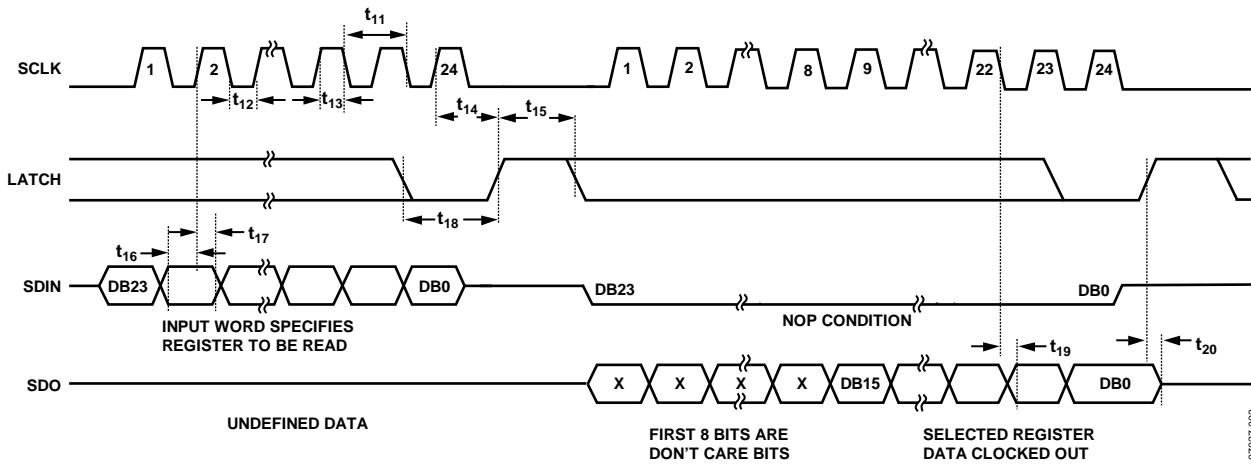 t11
SCLK
1
2
24
1
2
8
9
22
23
24
t12
t13
t14
t15
LATCH
t18
t16
t17
SDIN
DB23
DB0
DB23
DB0
INPUT WORD SPECIFIES
REGISTER TO BE READ
NOP CONDITION
t19
t20
SDO
X
X
X
X
DB15
DB0
UNDEFINED DATA
FIRST 8 BITS ARE
DON'T CARE BITS
SELECTED REGISTER
DATA CLOCKED OUT